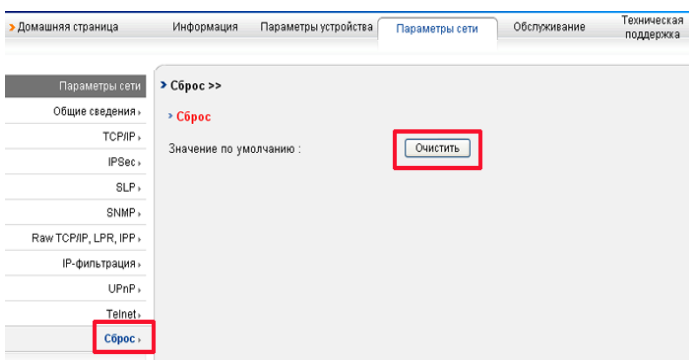 Домашняя страница
Информация
Параметры устройства
Параметры сети
Обслуживание
Техническая
поддержка
Параметры сети
Общие сведения
TCP/IP
IPSec
SLP
SNMP
Raw TCP/IP, LPR, IPP
IP-фильтрация
UPnP
Telnet
Сброс
Сброс >>
Сброс
Значение по умолчанию :
Очистить